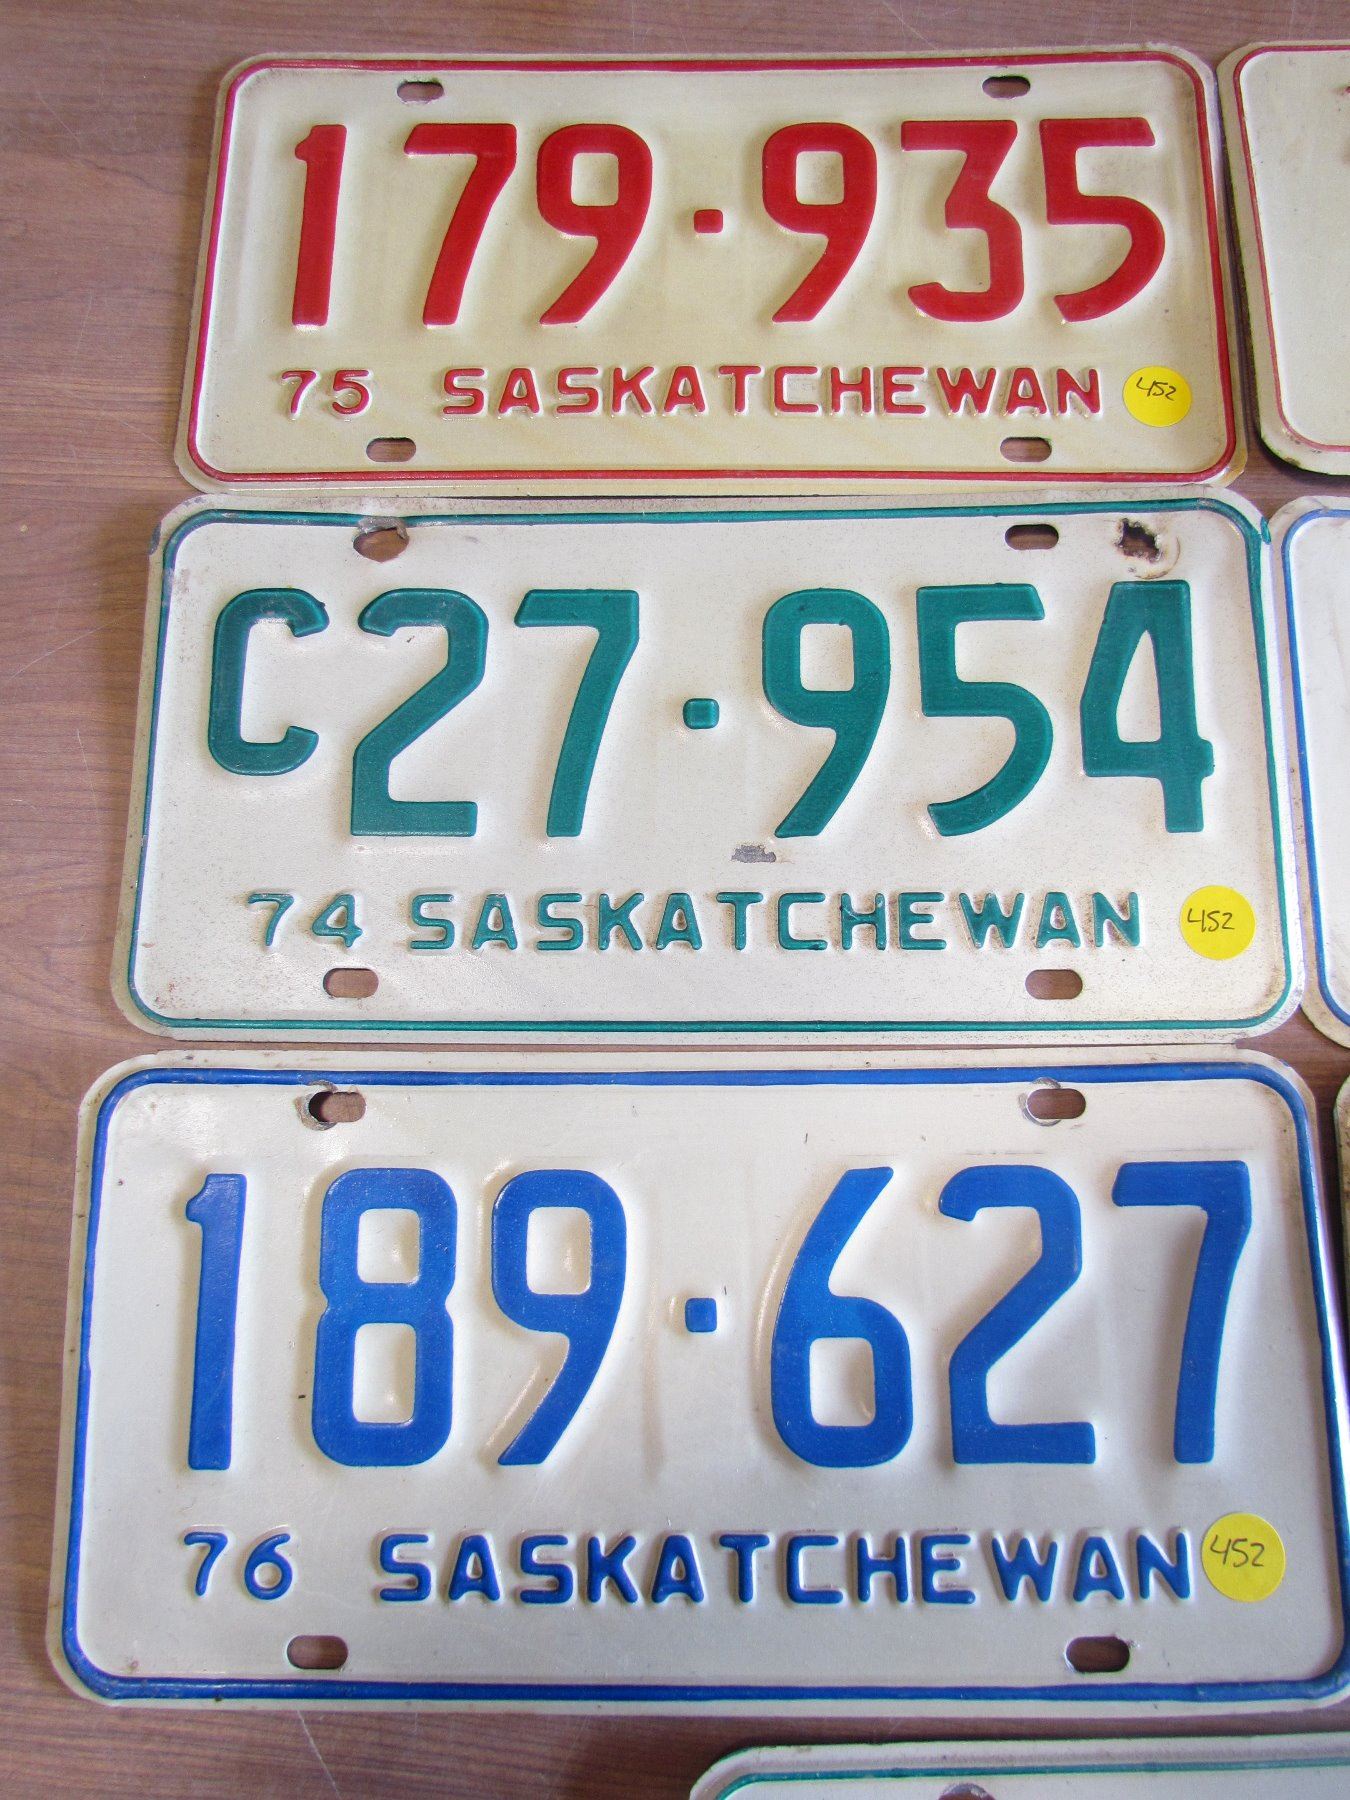 179·935
75 SASKATCHEWAN 452
C27·954
74 SASKATCHEWAN 452
189·627
76 SASKATCHEWAN 452